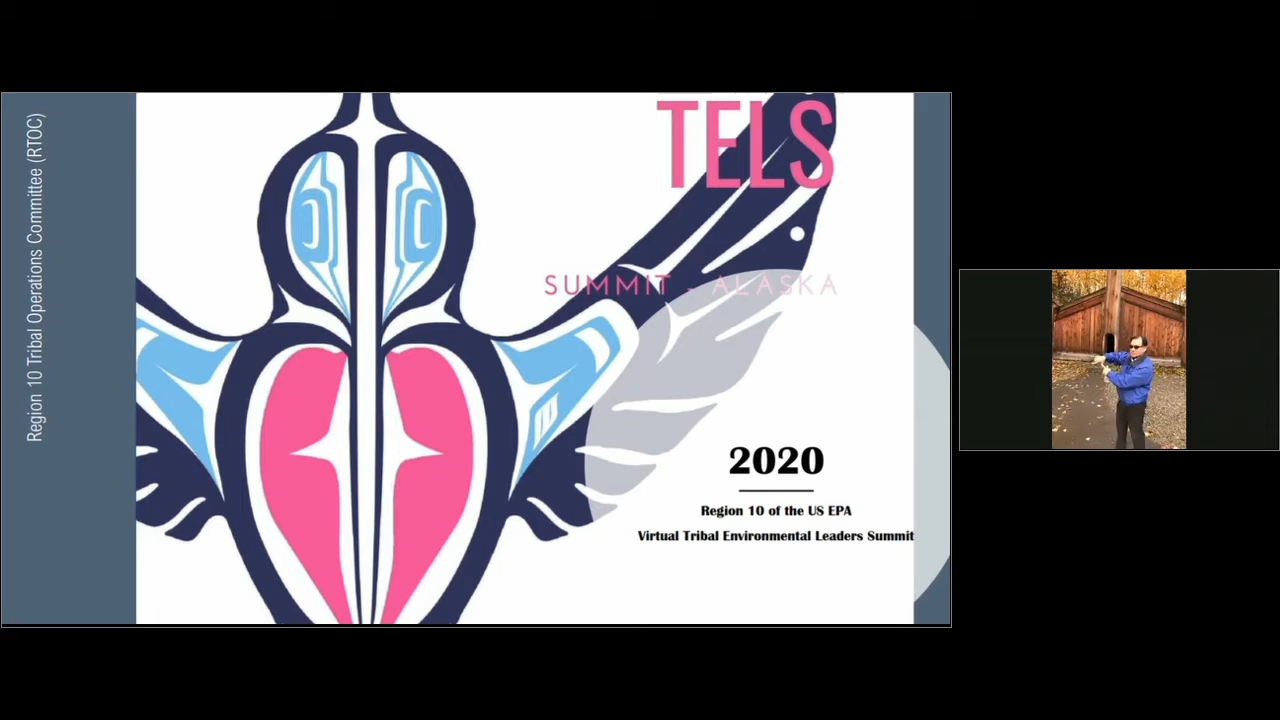 Region 10 Tribal Operations Committee (RTOC)
TELS
SUMMIT - ALASKA
2020
Region 10 of the US EPA
Virtual Tribal Environmental Leaders Summit